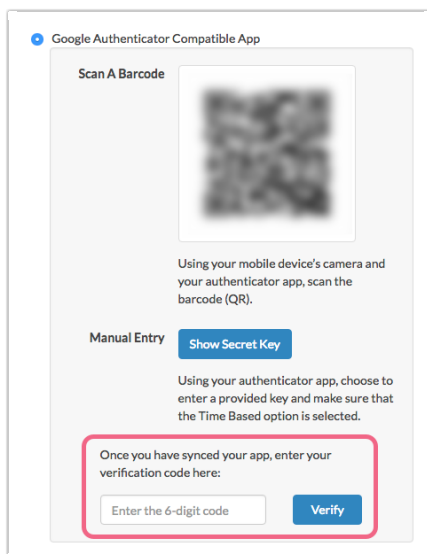 Google Authenticator Compatible App
Scan A Barcode
Using your mobile device's camera and
your authenticator app, scan the
barcode (QR).
Manual Entry
Show Secret Key
Using your authenticator app, choose to
enter a provided key and make sure that
the Time Based option is selected.
Once you have synced your app, enter your
verification code here:
Enter the 6-digit code
Verify